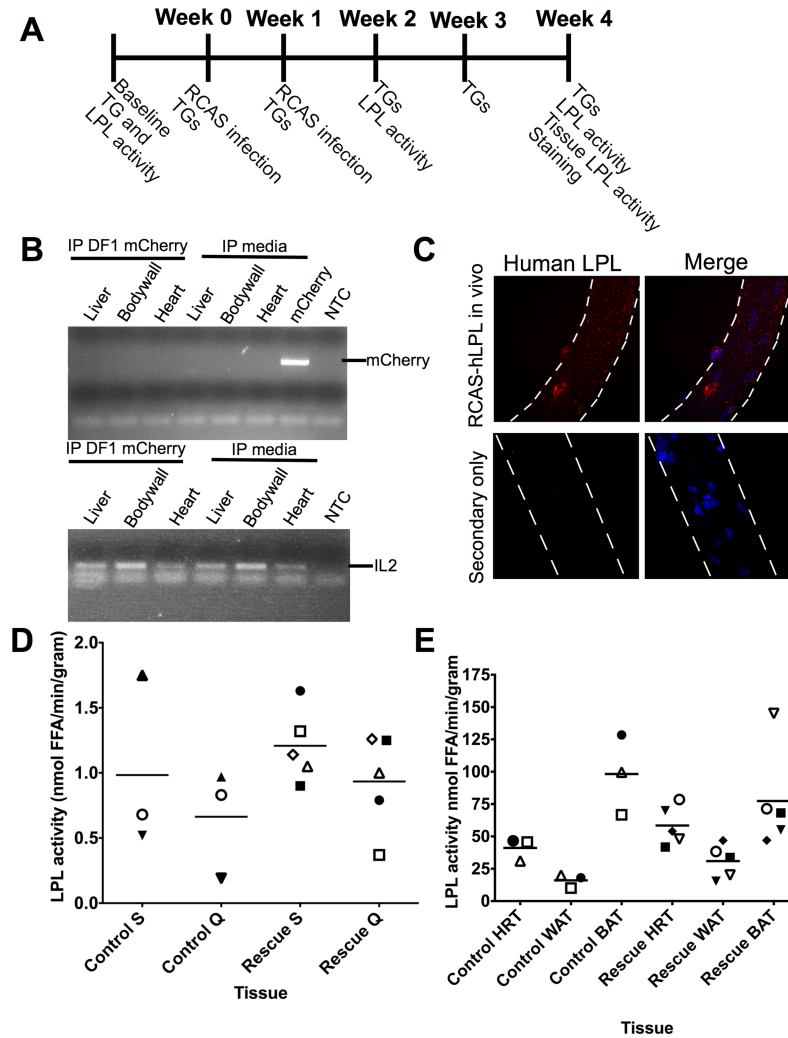 A
Week 0 Week 1 Week 2 Week 3 Week 4
Baseline
TG and
LPL activity
RCAS infection
TGs
RCAS infection
TGs
TGs
LPL activity
TGs
TGs
LPL activity
Tissue LPL activity
Staining
B
IP DF1 mCherry IP media
Liver Bodywall Heart Liver Bodywall Heart mCherry NTC
mCherry
IP DF1 mCherry IP media
Liver Bodywall Heart Liver Bodywall Heart NTC
IL2
C
Human LPL Merge
RCAS-hLPL in vivo
Secondary only
D
LPL activity (nmol FFA/min/gram)
2.0
1.5
1.0
0.5
0.0
Control S Control Q Rescue S Rescue Q
Tissue
E
LPL activity nmol FFA/min/gram
175
150
125
100
75
50
25
0
Control HRT Control WAT Control BAT Rescue HRT Rescue WAT Rescue BAT
Tissue